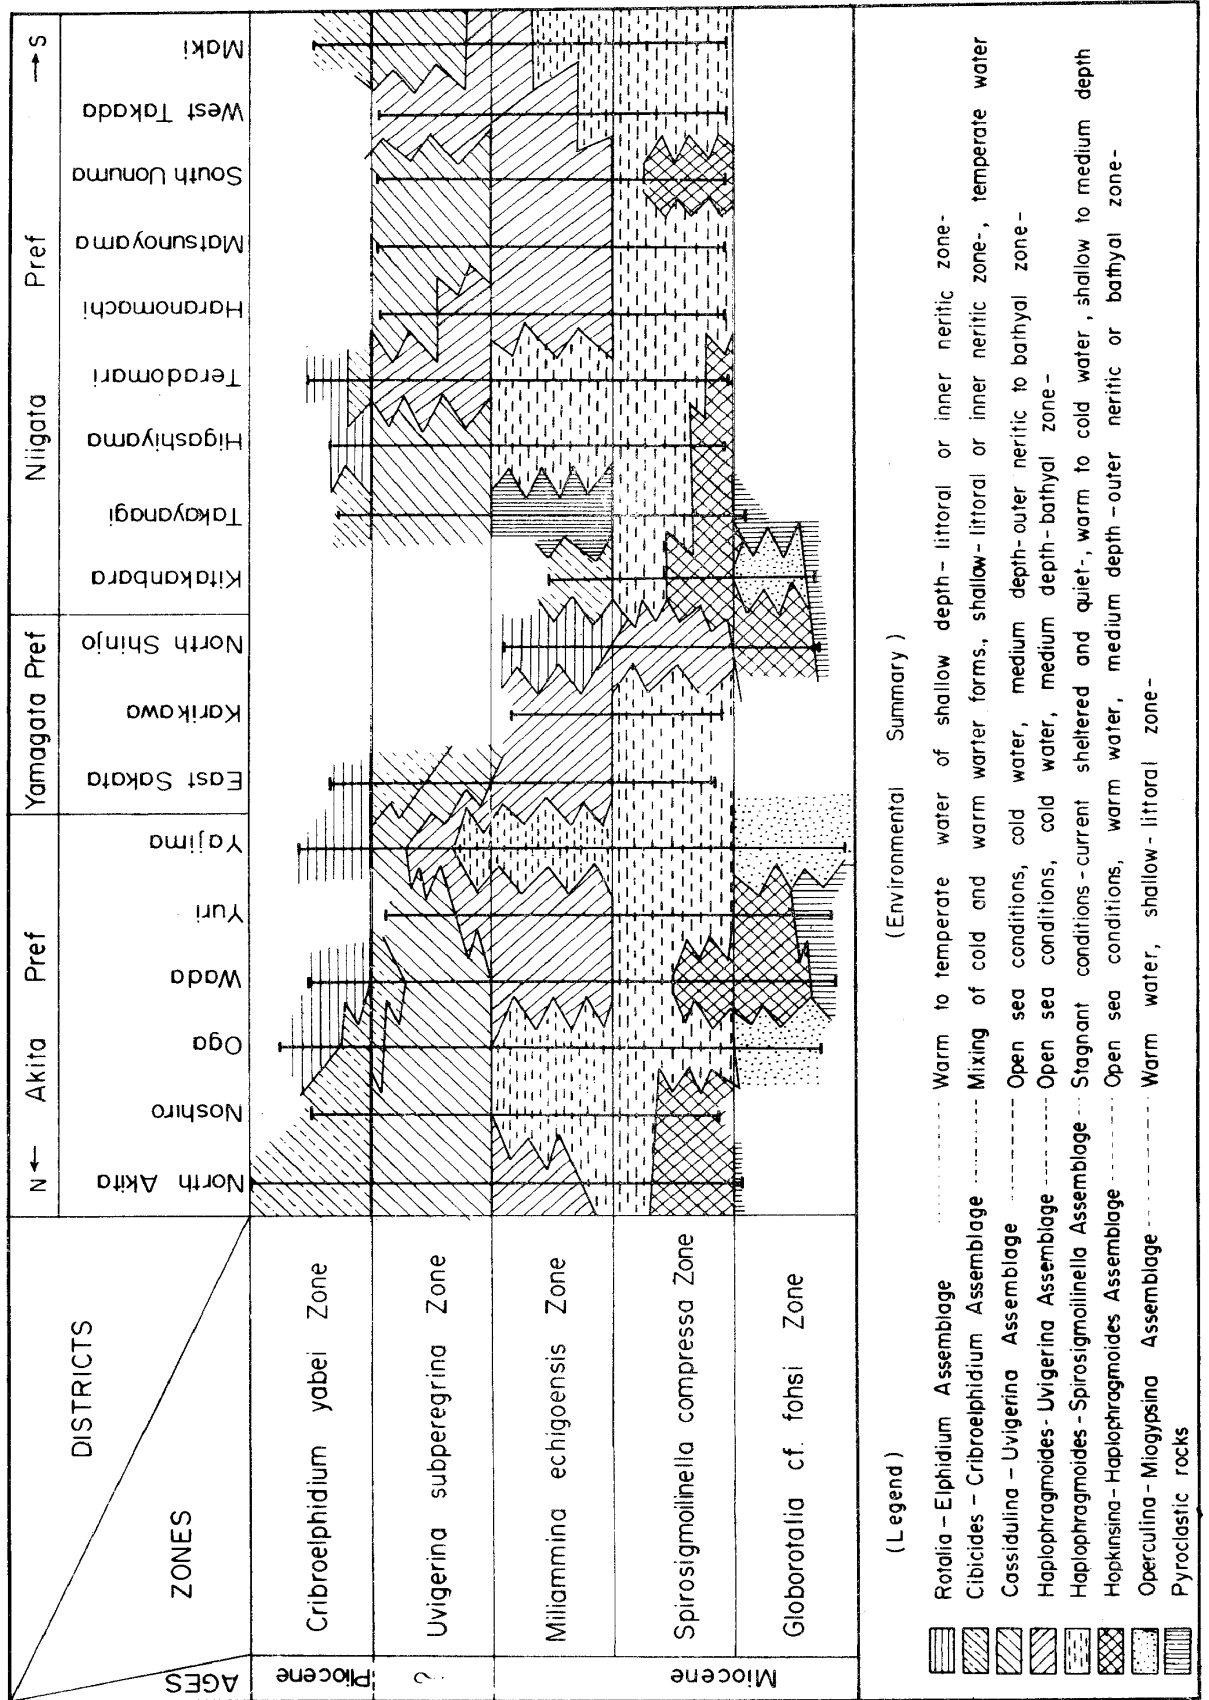 DISTRICTS
ZONES
AGES
N ← Akita Pref
Yamagata Pref
Niigata Pref → S
North Akita
Noshiro
Oga
Wada
Yuri
Yajima
East Sakata
Karikawa
North Shinjo
Kitakanbara
Takayanagi
Higashiyama
Teradomari
Haranomachi
Matsunoyama
South Uonuma
West Takada
Maki
Pliocene
?
Miocene
Cribroelphidium yabei Zone
Uvigerina subperegrina Zone
Miliammina echigoensis Zone
Spirosigmoilinella compressa Zone
Globorotalia cf. fohsi Zone
(Legend) (Environmental Summary)
Rotalia - Elphidium Assemblage ---------- Warm to temperate water of shallow depth - littoral or inner neritic zone-
Cibicides - Cribroelphidium Assemblage ---------- Mixing of cold and warm warter forms., shallow- littoral or inner neritic zone-, temperate water
Cassidulina - Uvigerina Assemblage ---------- Open sea conditions, cold water, medium depth-outer neritic to bathyal zone-
Haplophragmoides- Uvigerina Assemblage ---------- Open sea conditions, cold water, medium depth-bathyal zone-
Haplophragmoides - Spirosigmoilinella Assemblage --- Stagnant conditions-current sheltered and quiet-, warm to cold water, shallow to medium depth
Hopkinsina- Haplophragmoides Assemblage ---------- Open sea conditions, warm water, medium depth -outer neritic or bathyal zone-
Operculina- Miogypsina Assemblage ---------- Warm water, shallow- littoral zone-
Pyroclastic rocks